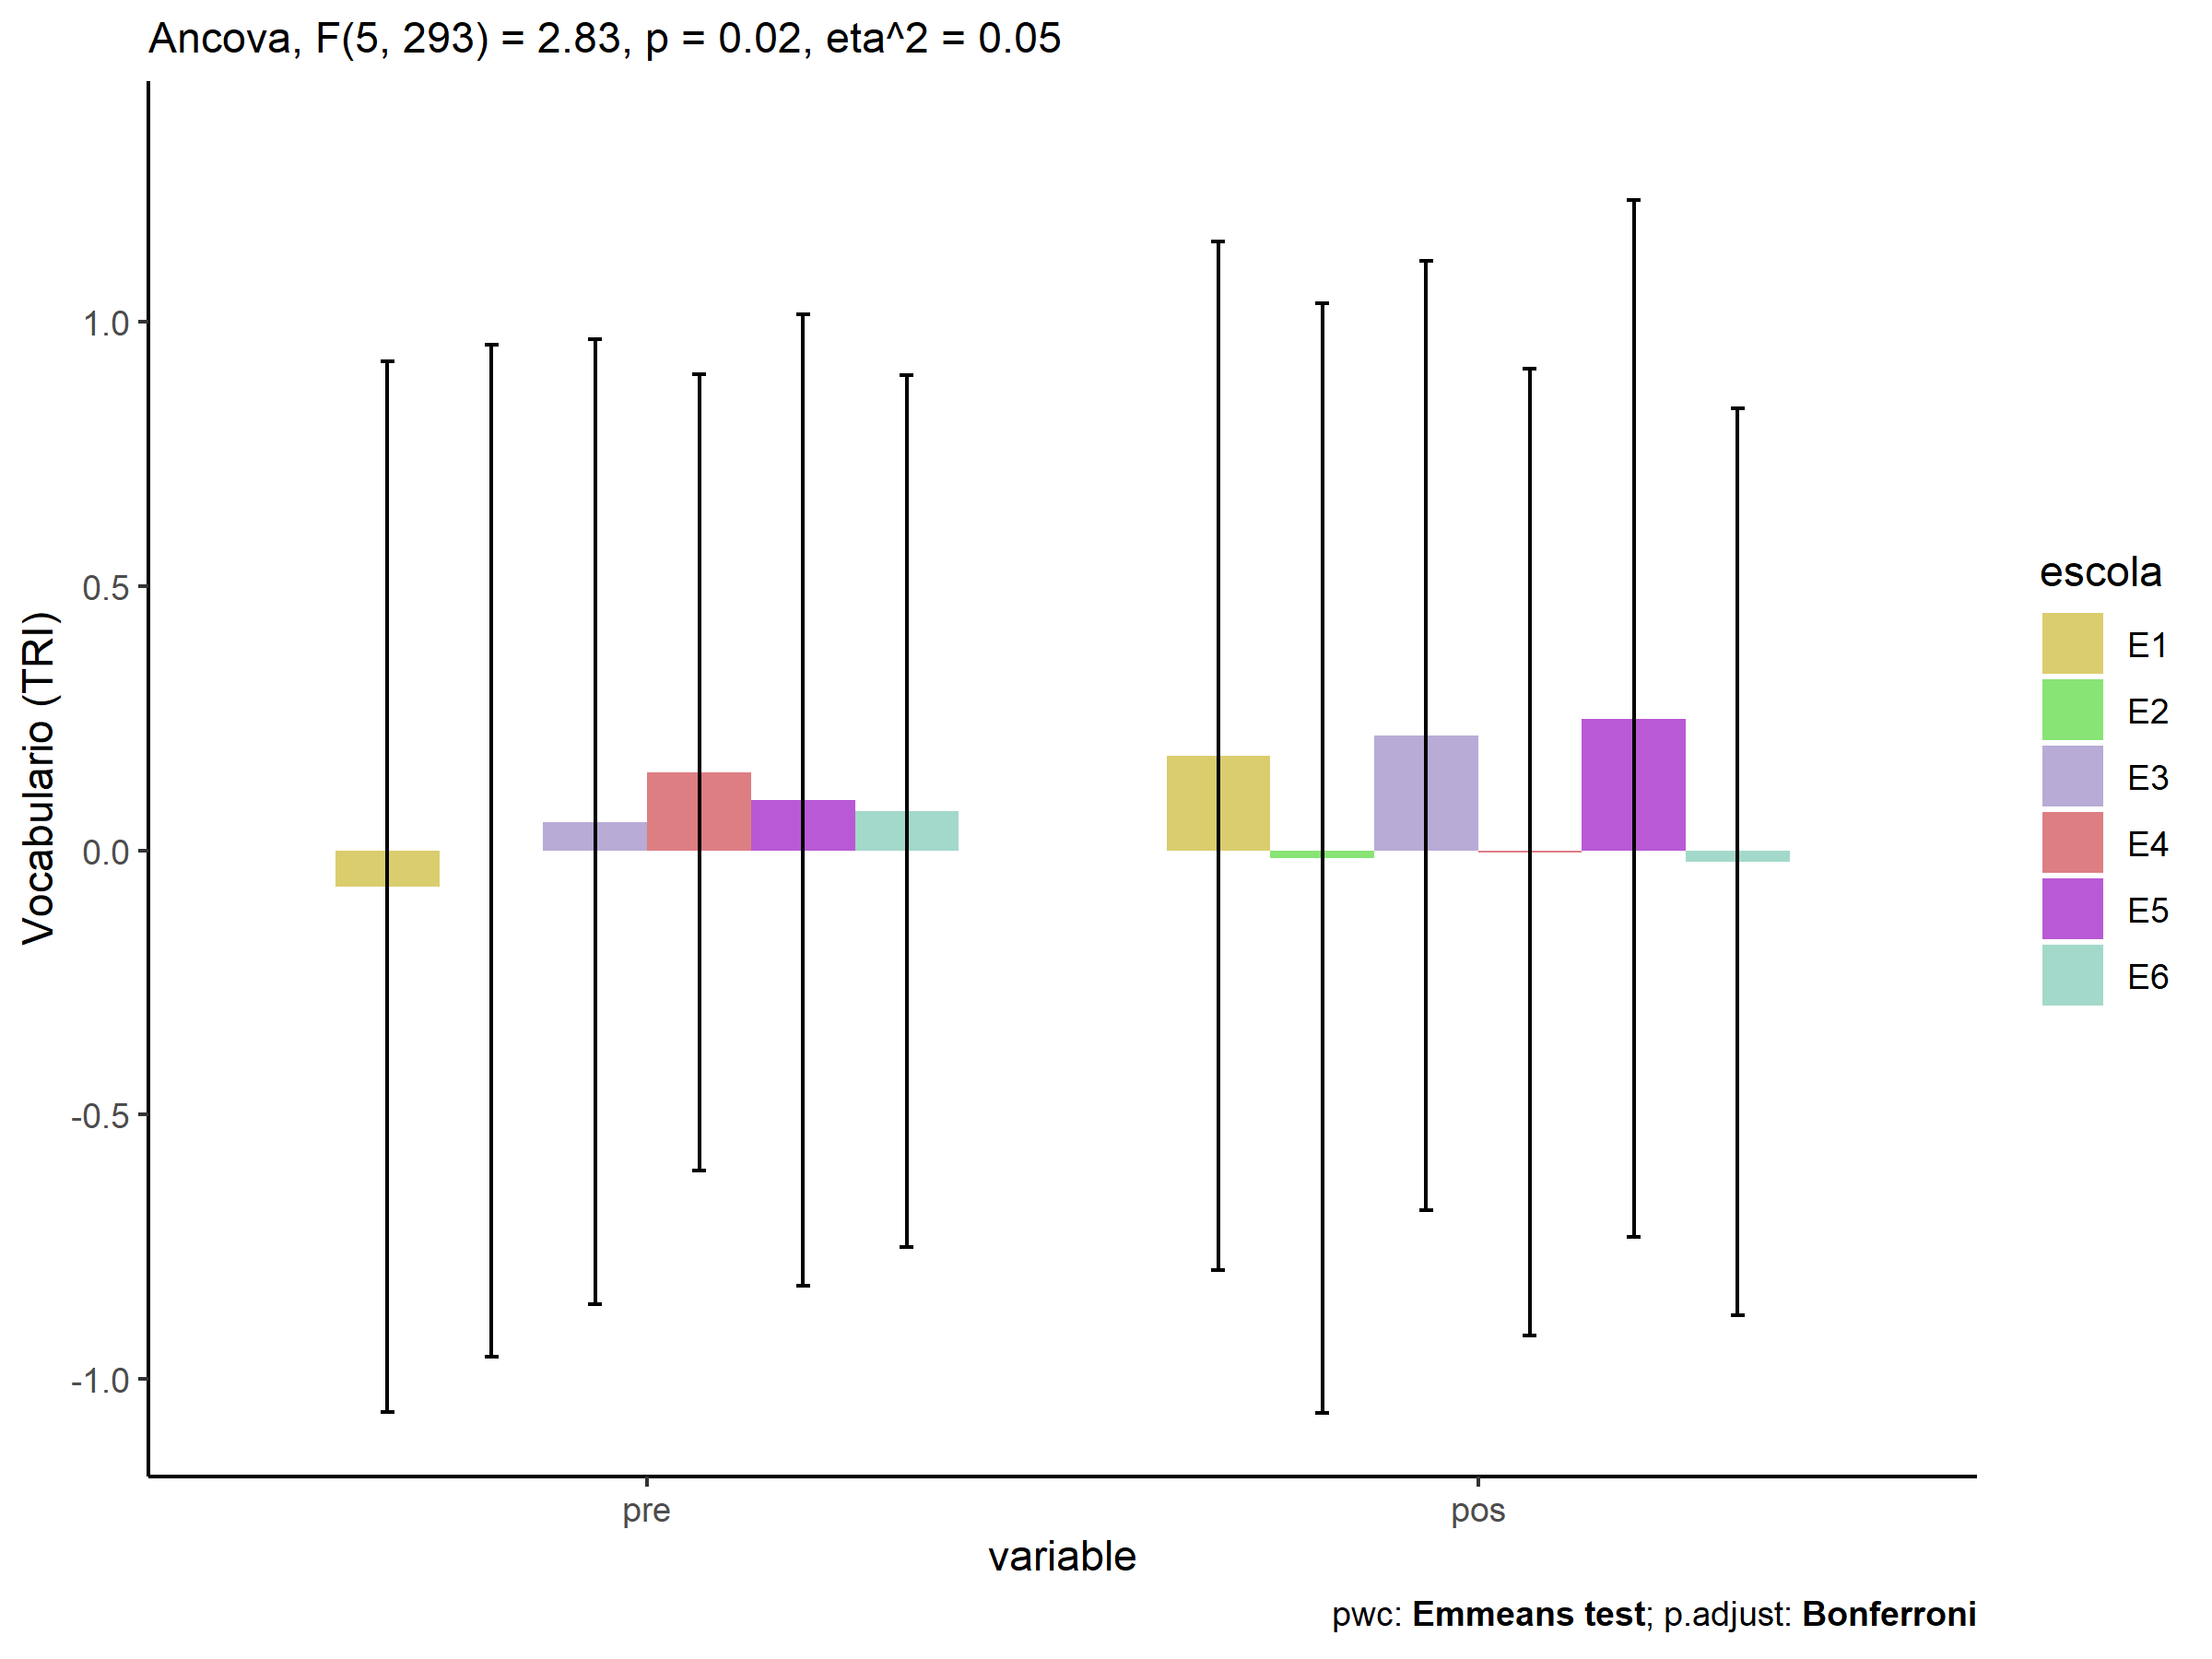 Ancova, F(5, 293) = 2.83, p = 0.02, eta^2 = 0.05
Vocabulario (TRI)
1.0
0.5
0.0
-0.5
-1.0
pre
pos
variable
escola
E1
E2
E3
E4
E5
E6
pwc: Emmeans test; p.adjust: Bonferroni